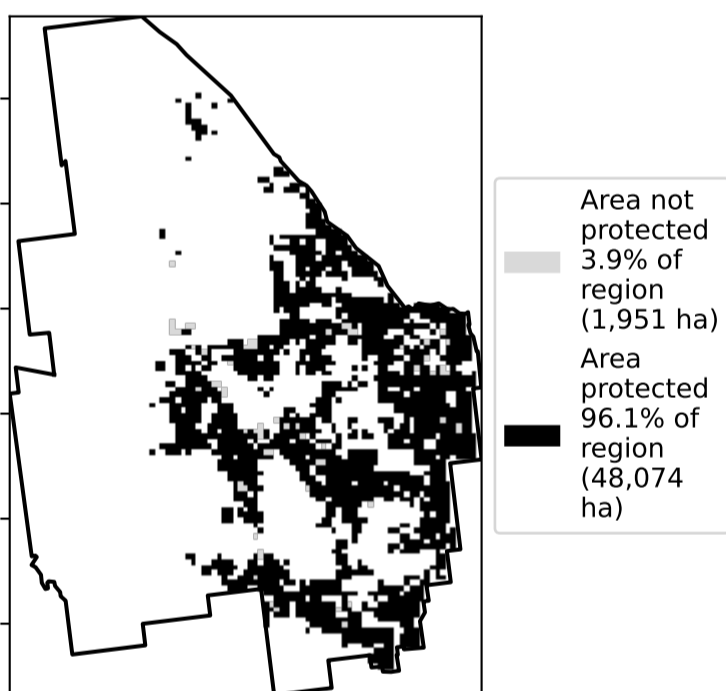 Area not
protected
3.9% of
region
(1,951 ha)
Area
protected
96.1% of
region
(48,074
ha)